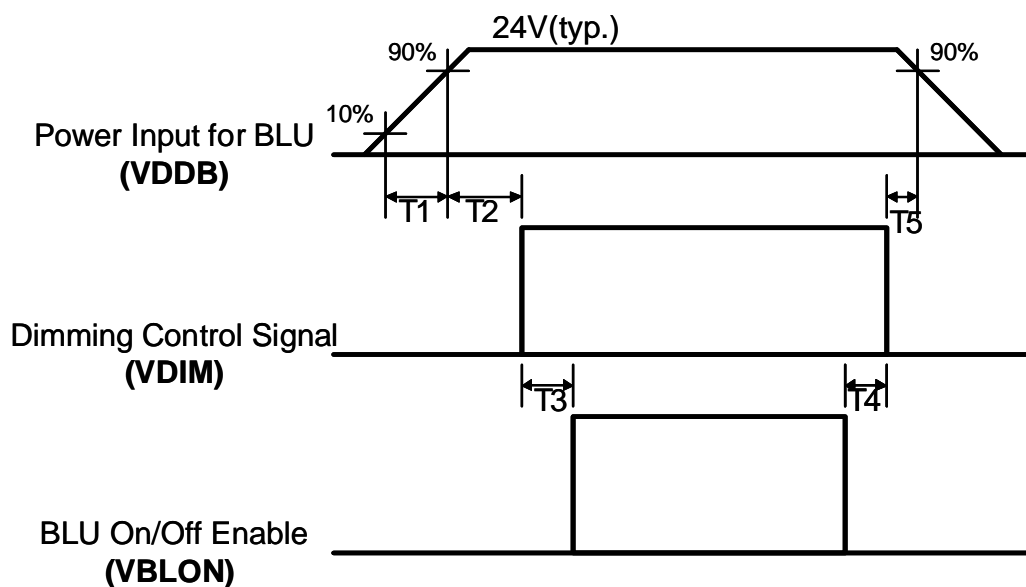 24V(typ.)
90%
90%
10%
Power Input for BLU
(VDDB)
T1
T2
T5
Dimming Control Signal
(VDIM)
T3
T4
BLU On/Off Enable
(VBLON)